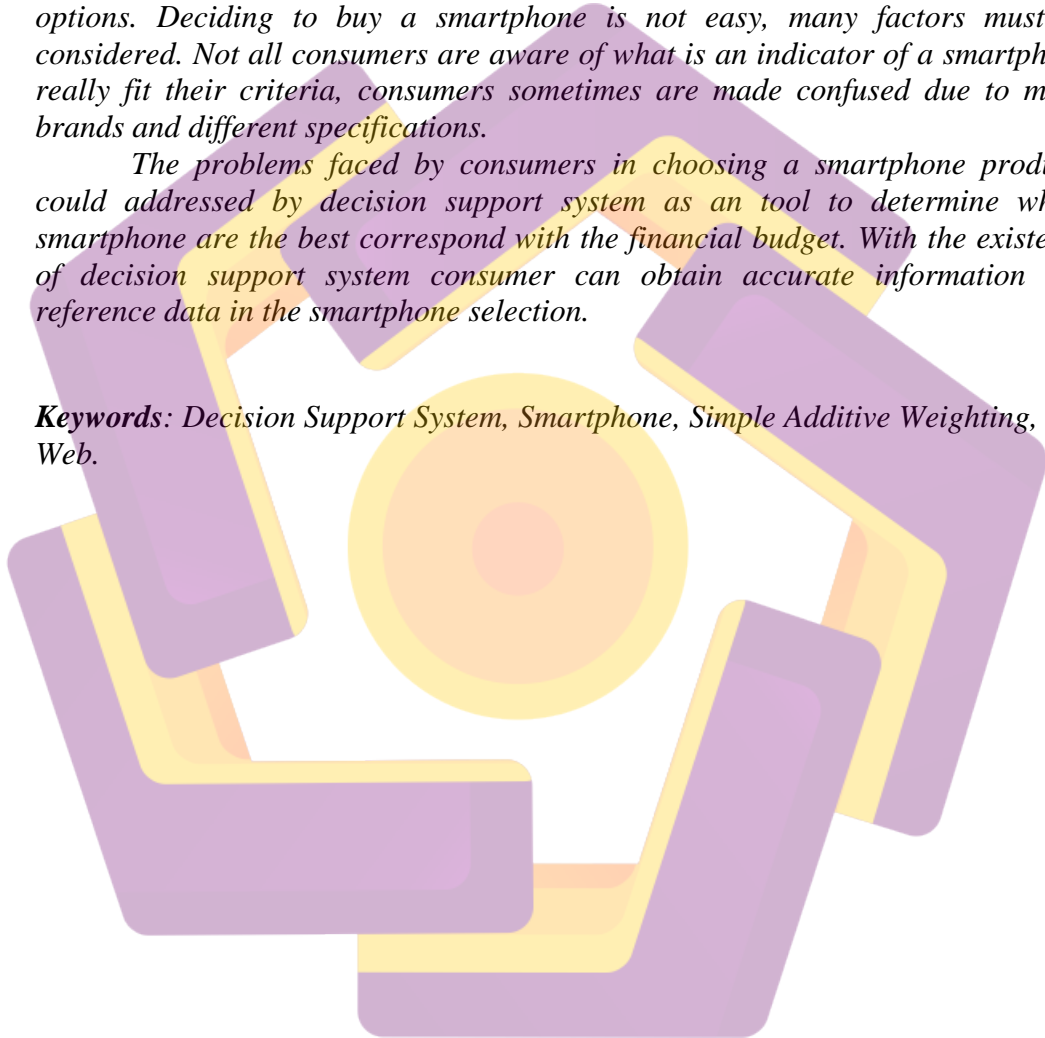 options. Deciding to buy a smartphone is not easy, many factors must
considered. Not all consumers are aware of what is an indicator of a smartph
really fit their criteria, consumers sometimes are made confused due to m
brands and different specifications.
The problems faced by consumers in choosing a smartphone prod
could addressed by decision support system as an tool to determine wh
smartphone are the best correspond with the financial budget. With the existe
of decision support system consumer can obtain accurate information
reference data in the smartphone selection.
Keywords: Decision Support System, Smartphone, Simple Additive Weighting,
Web.